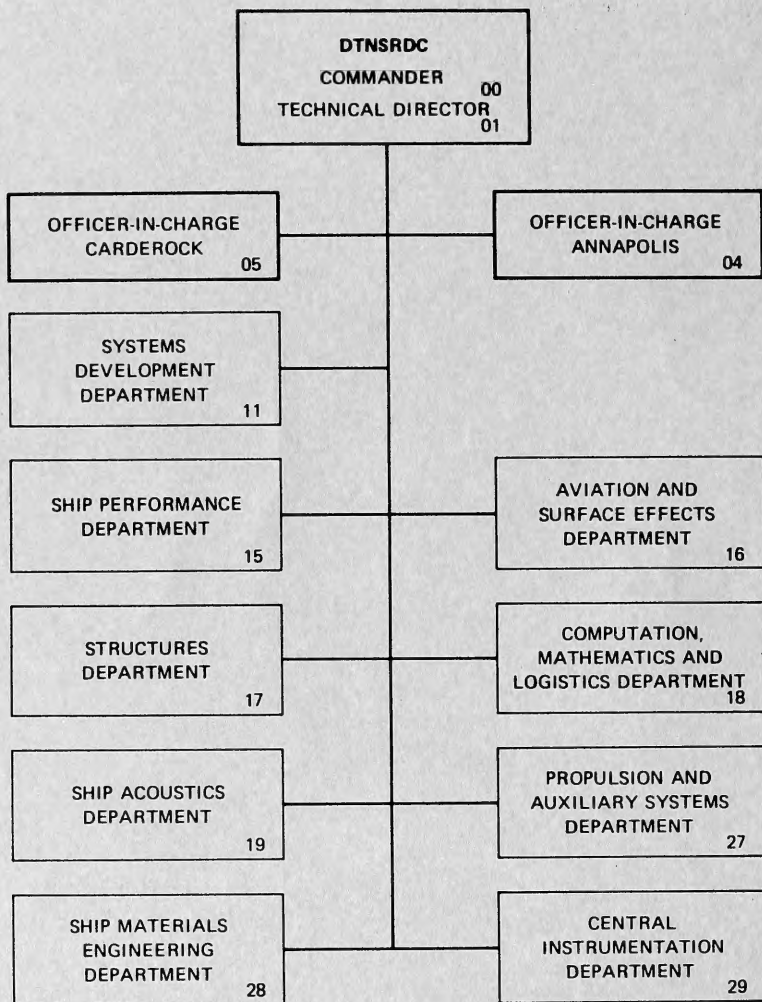 DTNSRDC
COMMANDER
00
TECHNICAL DIRECTOR
01
OFFICER-IN-CHARGE
CARDEROCK
05
OFFICER-IN-CHARGE
ANNAPOLIS
04
SYSTEMS
DEVELOPMENT
DEPARTMENT
11
SHIP PERFORMANCE
DEPARTMENT
15
AVIATION AND
SURFACE EFFECTS
DEPARTMENT
16
STRUCTURES
DEPARTMENT
17
COMPUTATION,
MATHEMATICS AND
LOGISTICS DEPARTMENT
18
SHIP ACOUSTICS
DEPARTMENT
19
PROPULSION AND
AUXILIARY SYSTEMS
DEPARTMENT
27
SHIP MATERIALS
ENGINEERING
DEPARTMENT
28
CENTRAL
INSTRUMENTATION
DEPARTMENT
29